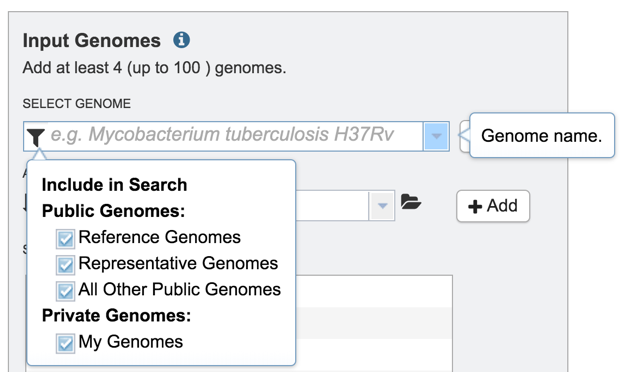 Input Genomes
Add at least 4 (up to 100 ) genomes.
SELECT GENOME
e.g. Mycobacterium tuberculosis H37Rv
Genome name.
Include in Search
Public Genomes:
Add
Reference Genomes
Representative Genomes
All Other Public Genomes
Private Genomes:
My Genomes